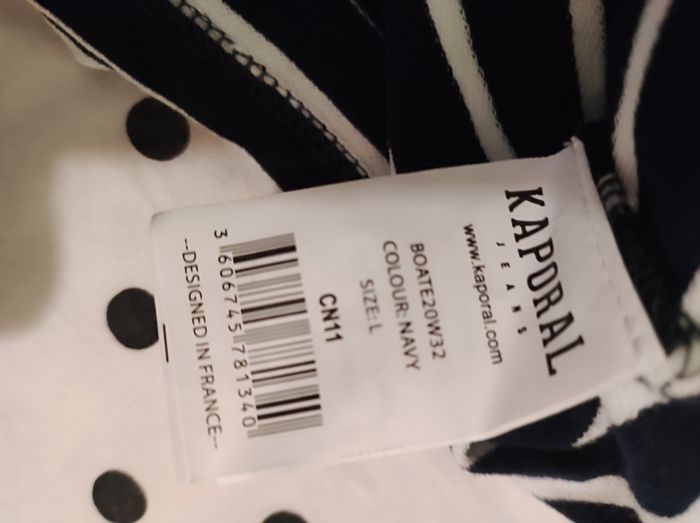 KAPORAL
JEANS
www.kaporal.com
BOATE20W32
COLOUR: NAVY
SIZE: L
CN11
3 606745 781340
--DESIGNED IN FRANCE--